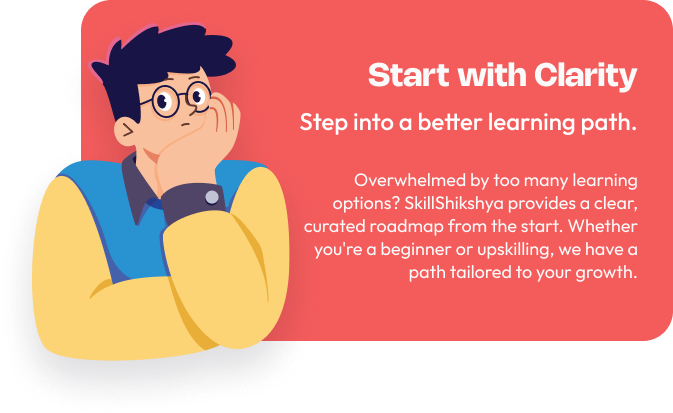 Start with Clarity
Step into a better learning path.
Overwhelmed by too many learning
options? SkillShikshya provides a clear,
curated roadmap from the start. Whether
you're a beginner or upskilling, we have a
path tailored to your growth.